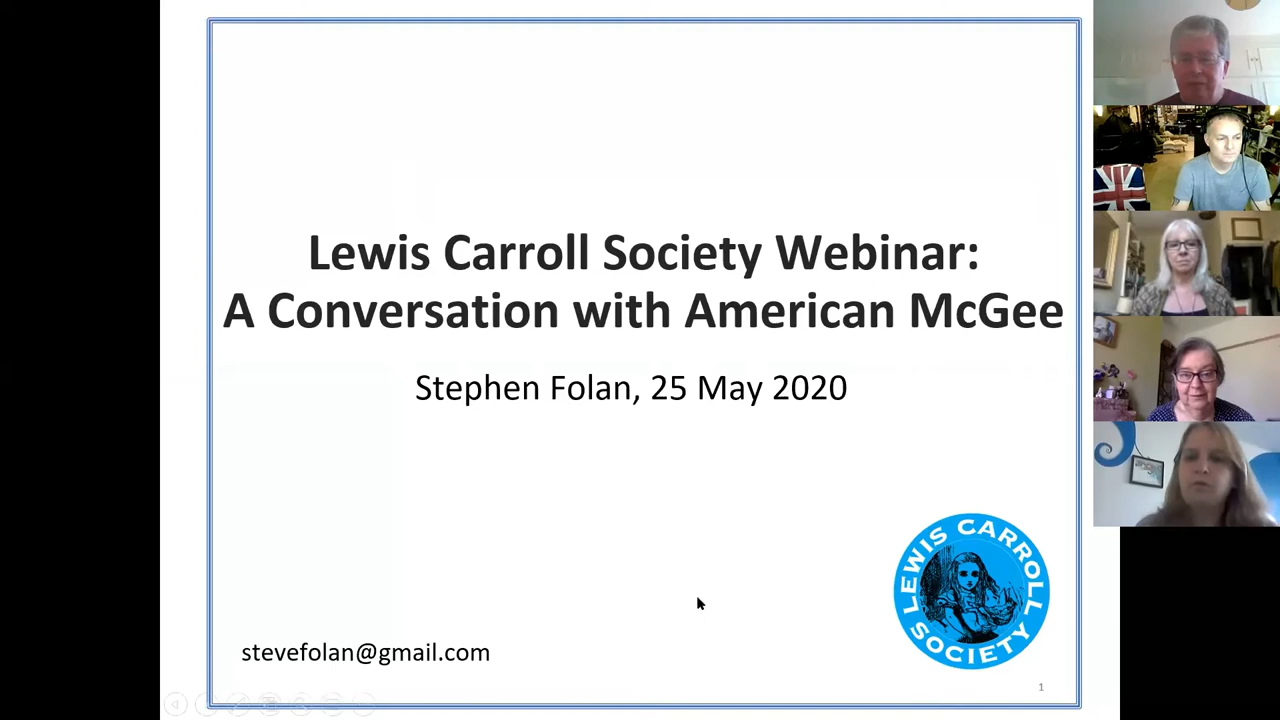 Lewis Carroll Society Webinar:
A Conversation with American McGee
Stephen Folan, 25 May 2020
LEWIS CARROLL SOCIETY
stevefolan@gmail.com
1